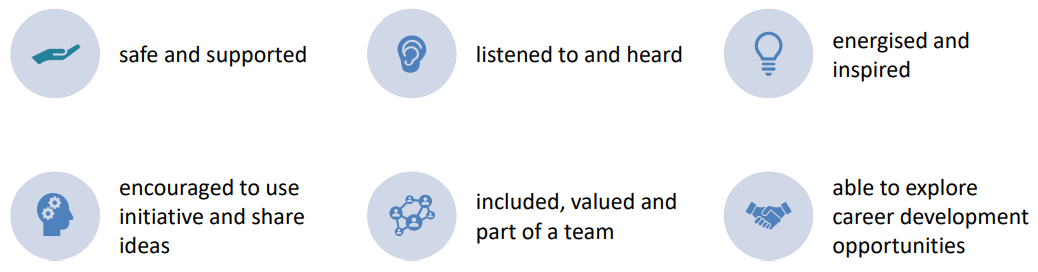 safe and supported
listened to and heard
energised and
inspired
encouraged to use
initiative and share
ideas
included, valued and
part of a team
able to explore
career development
opportunities